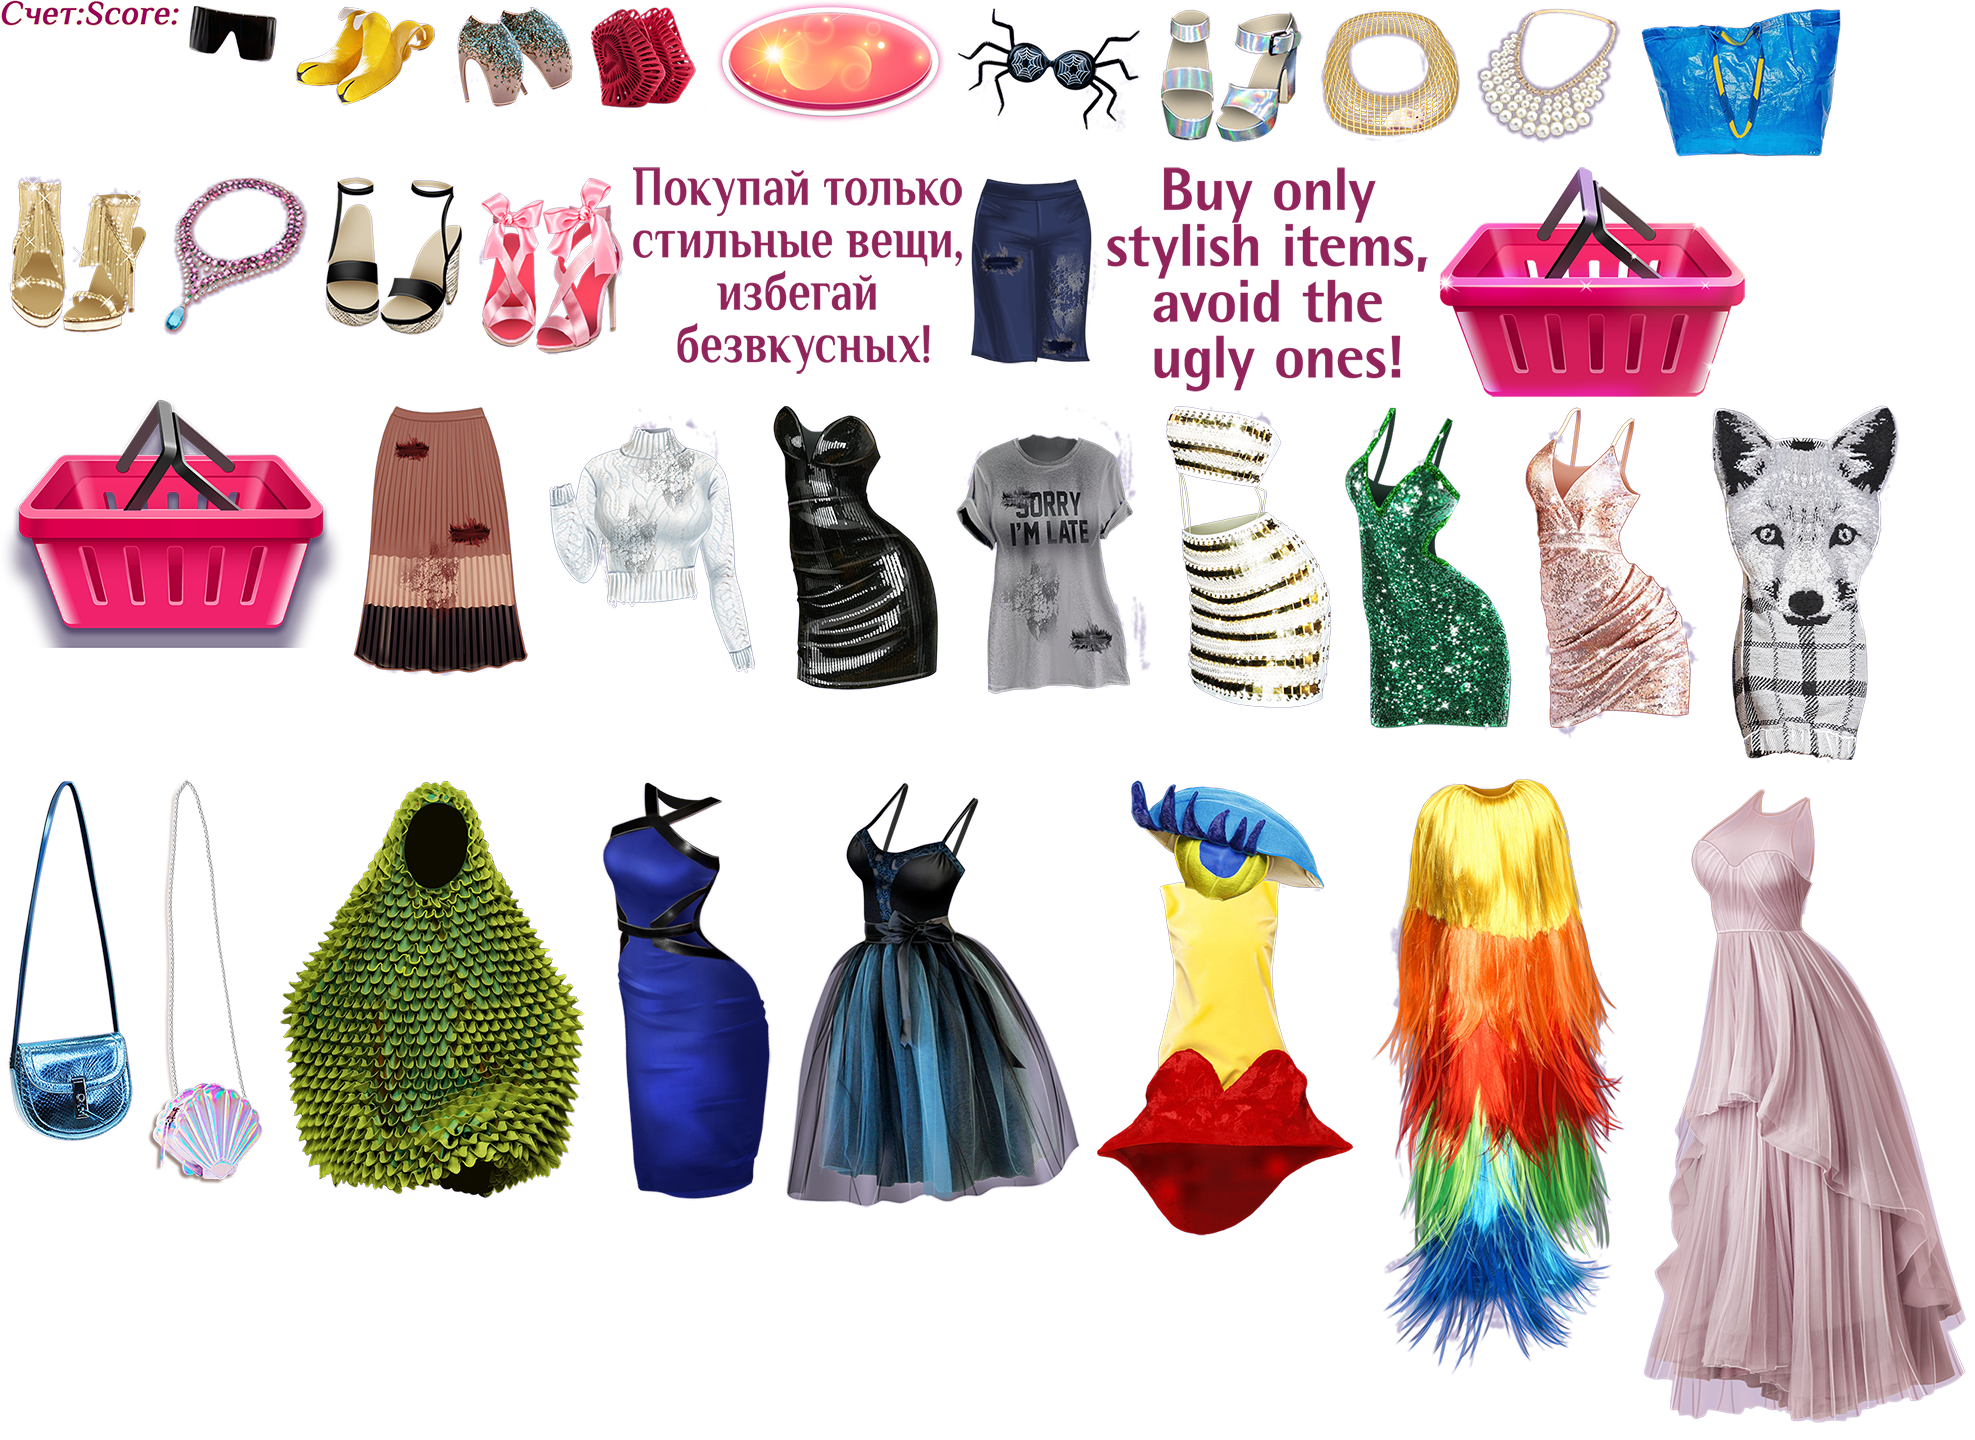 Счет:Score:
Покупай только
стильные вещи,
избегай
безвкусных!
Buy only
stylish items,
avoid the
ugly ones!
SORRY
I'M LATE